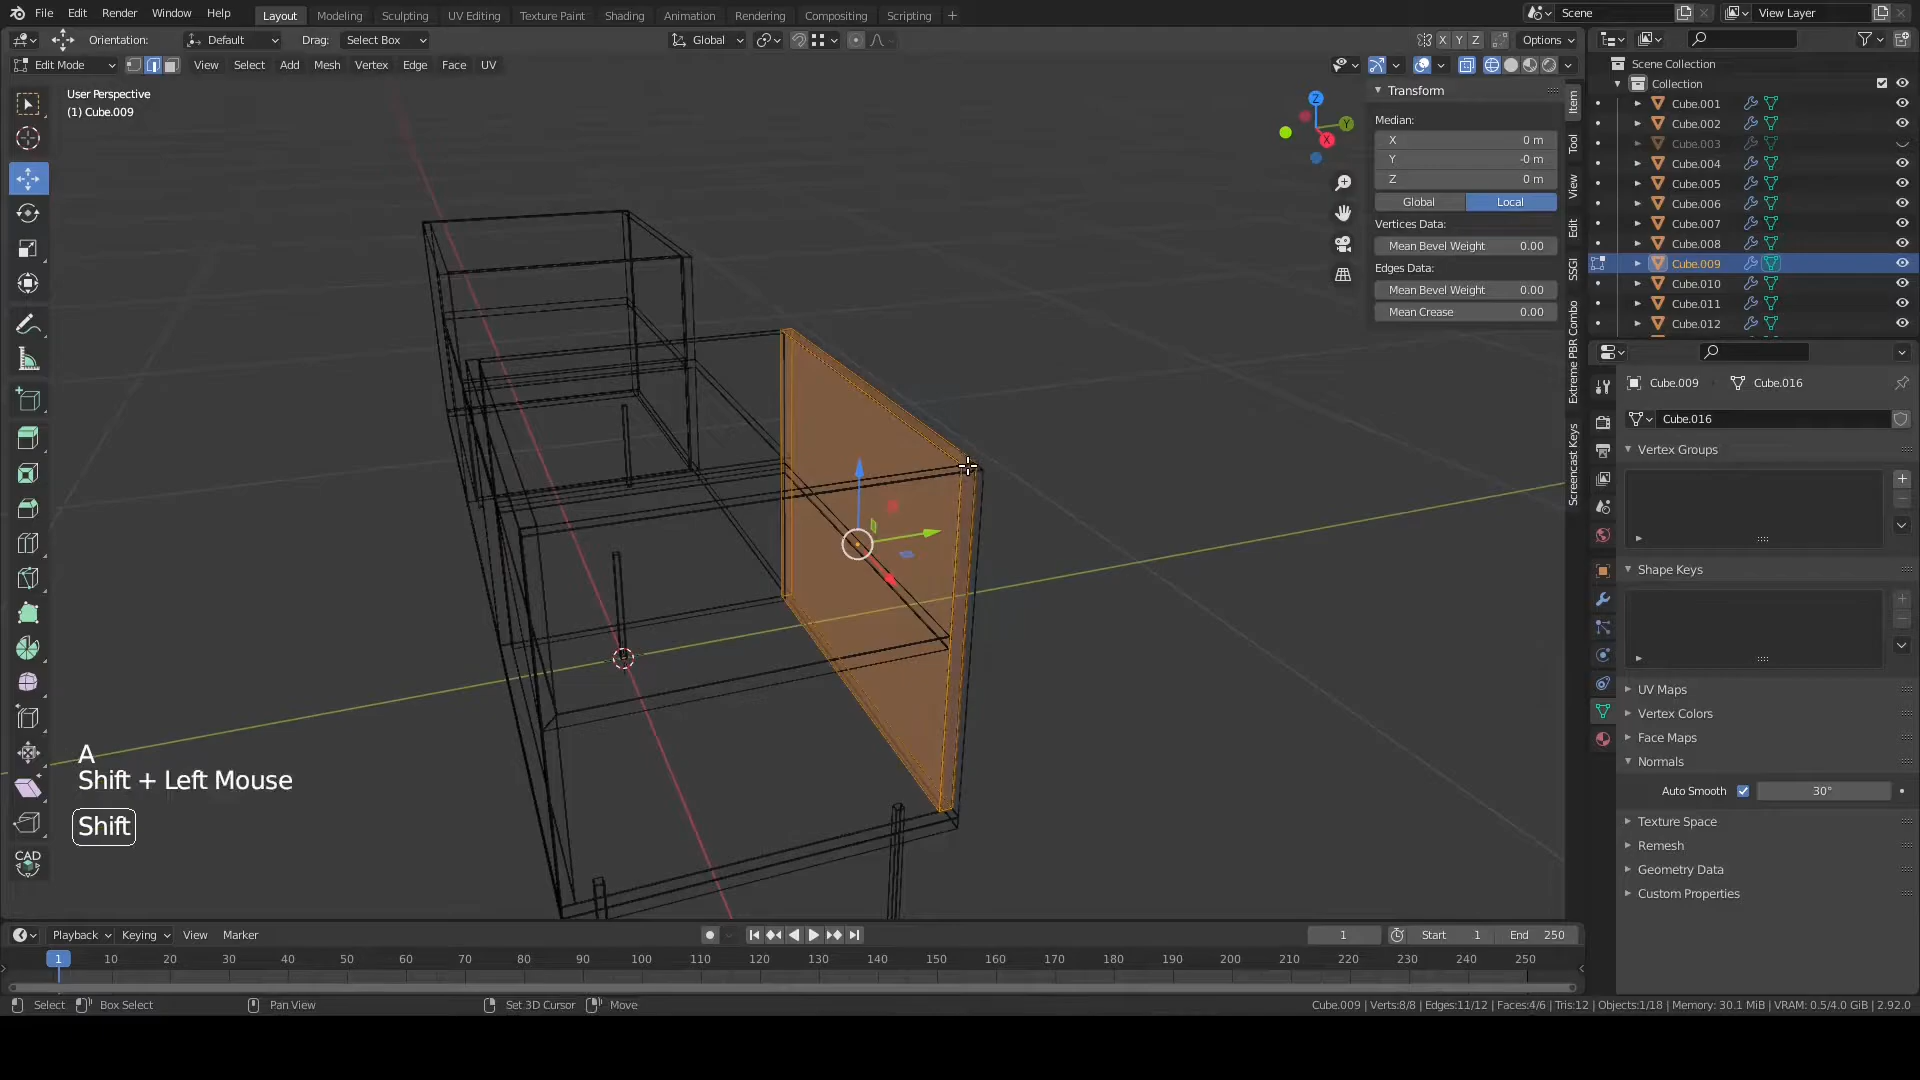 File Edit Render Window Help Layout Modeling Sculpting UV Editing Texture Paint Shading Animation Rendering Compositing Scripting + Scene View Layer
Orientation: Default Drag: Select Box Global X Y Z Options
Edit Mode View Select Add Mesh Vertex Edge Face UV
User Perspective
(1) Cube.009
Z
Y
X
Transform
Median:
X 0 m
Y -0 m
Z 0 m
Global Local
Vertices Data:
Mean Bevel Weight 0.00
Edges Data:
Mean Bevel Weight 0.00
Mean Crease 0.00
Item
Tool
View
Edit
SSGI
Extreme PBR Combo
Screencast Keys
Scene Collection
Collection
Cube.001
Cube.002
Cube.003
Cube.004
Cube.005
Cube.006
Cube.007
Cube.008
Cube.009
Cube.010
Cube.011
Cube.012
Cube.009 Cube.016
Cube.016
Vertex Groups
Shape Keys
UV Maps
Vertex Colors
Face Maps
Normals
Auto Smooth 30°
Texture Space
Remesh
Geometry Data
Custom Properties
A
Shift + Left Mouse
Shift
CAD
Playback Keying View Marker 1 Start 1 End 250
1 10 20 30 40 50 60 70 80 90 100 110 120 130 140 150 160 170 180 190 200 210 220 230 240 250
Select Box Select Pan View Set 3D Cursor Move Cube.009 | Verts:8/8 | Edges:11/12 | Faces:4/6 | Tris:12 | Objects:1/18 | Memory: 30.1 MiB | VRAM: 0.5/4.0 GiB | 2.92.0